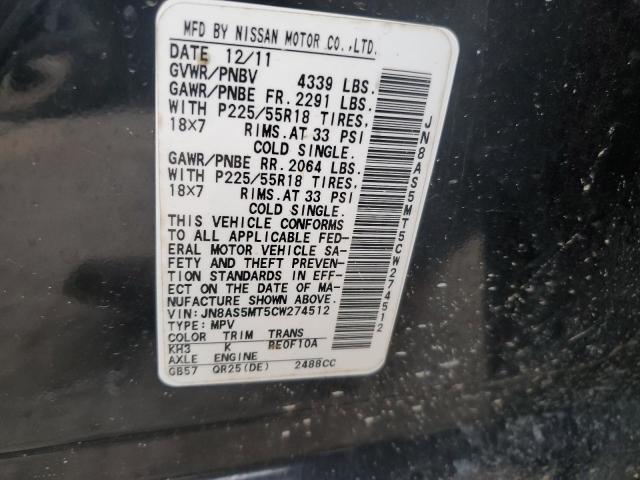 MFD BY NISSAN MOTOR CO.,LTD.
DATE 12/11
GVWR/PNBV 4339 LBS.
GAWR/PNBE FR. 2291 LBS.
WITH P225/55R18 TIRES,
18X7 RIMS. AT 33 PSI
COLD SINGLE.
GAWR/PNBE RR. 2064 LBS.
WITH P225/55R18 TIRES,
18X7 RIMS. AT 33 PSI
COLD SINGLE.
THIS VEHICLE CONFORMS
TO ALL APPLICABLE FED-
ERAL MOTOR VEHICLE SA-
FETY AND THEFT PREVEN-
TION STANDARDS IN EFF-
ECT ON THE DATE OF MAN-
UFACTURE SHOWN ABOVE.
VIN: JN8AS5MT5CW274512
TYPE: MPV
COLOR TRIM TRANS
KH3 K RE0F10A
AXLE ENGINE
GB57 QR25(DE) 2488CC
JN8AS5MT5CW274512